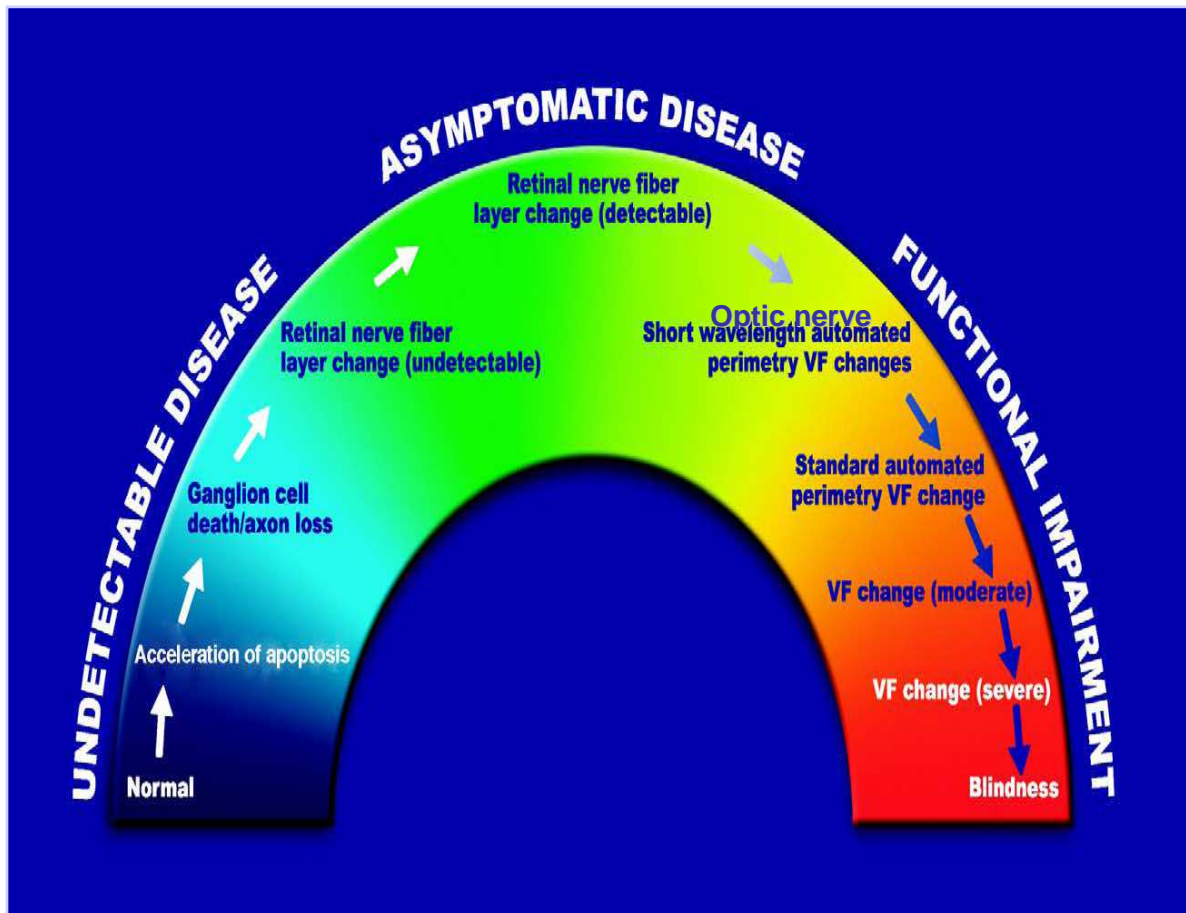 UNDETECTABLE DISEASE
ASYMPTOMATIC DISEASE
FUNCTIONAL IMPAIRMENT
Normal
Acceleration of apoptosis
Ganglion cell
death/axon loss
Retinal nerve fiber
layer change (undetectable)
Retinal nerve fiber
layer change (detectable)
Optic nerve
Short wavelength automated
perimetry VF changes
Standard automated
perimetry VF change
VF change (moderate)
VF change (severe)
Blindness